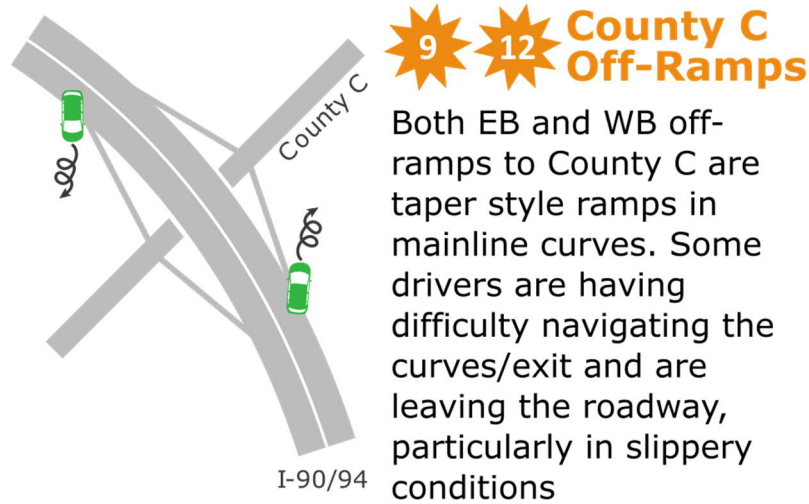 9 12 County C
Off-Ramps
County C
Both EB and WB off-
ramps to County C are
taper style ramps in
mainline curves. Some
drivers are having
difficulty navigating the
curves/exit and are
leaving the roadway,
particularly in slippery
conditions
I-90/94